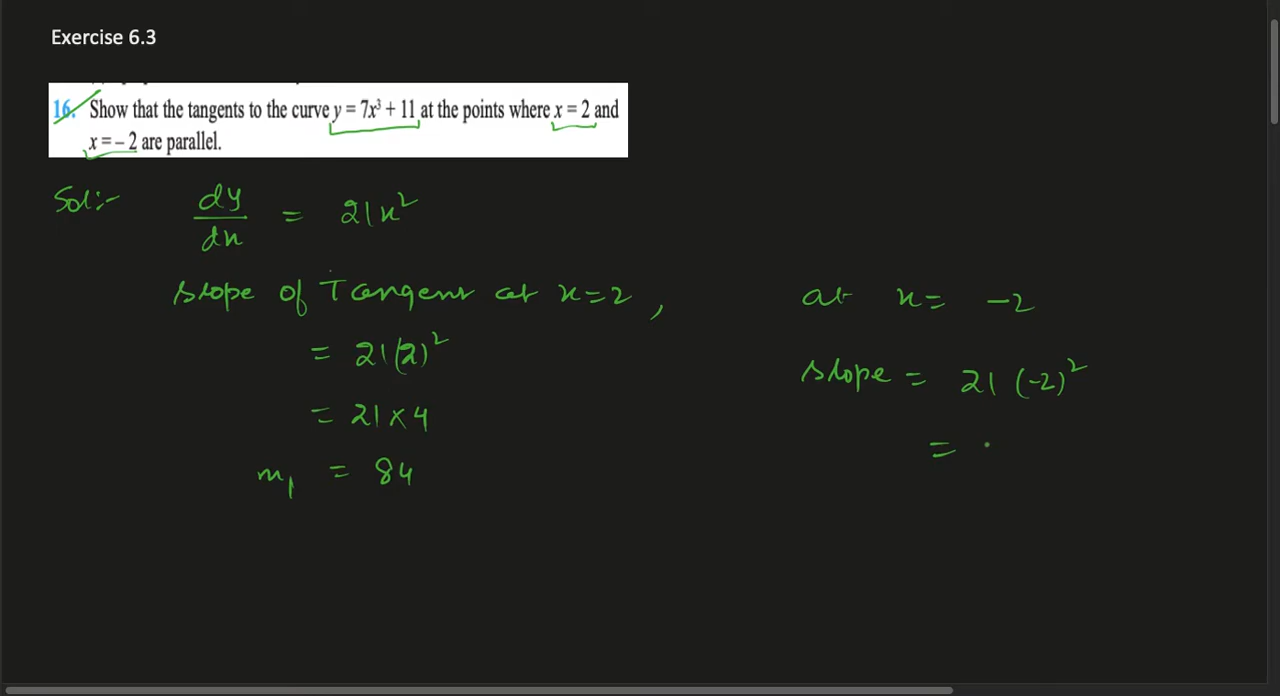 Exercise 6.3
16. Show that the tangents to the curve y = 7x³ + 11 at the points where x = 2 and
x = – 2 are parallel.
Sol:- dy/dx = 21x²
slope of Tangent at x=2,
= 21(2)²
= 21×4
m₁ = 84
at x = -2
slope = 21(-2)²
=